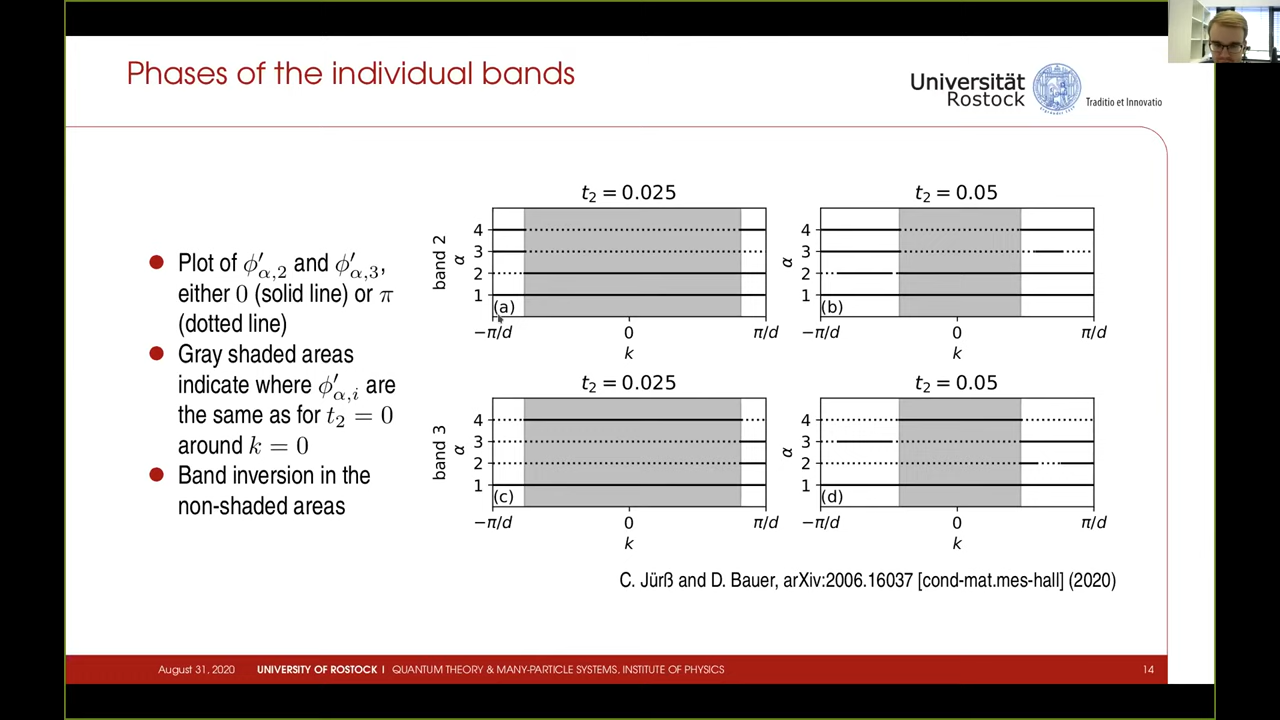 Phases of the individual bands
Universität
Rostock
Traditio et Innovatio
Plot of ϕ′α,2 and ϕ′α,3,
either 0 (solid line) or π
(dotted line)
Gray shaded areas
indicate where ϕ′α,i are
the same as for t2 = 0
around k = 0
Band inversion in the
non-shaded areas
t2 = 0.025
band 2
α
4
3
2
1
(a)
−π/d
0
π/d
k
t2 = 0.05
α
4
3
2
1
(b)
−π/d
0
π/d
k
t2 = 0.025
band 3
α
4
3
2
1
(c)
−π/d
0
π/d
k
t2 = 0.05
α
4
3
2
1
(d)
−π/d
0
π/d
k
C. Jürß and D. Bauer, arXiv:2006.16037 [cond-mat.mes-hall] (2020)
August 31, 2020 UNIVERSITY OF ROSTOCK | QUANTUM THEORY & MANY-PARTICLE SYSTEMS, INSTITUTE OF PHYSICS 14